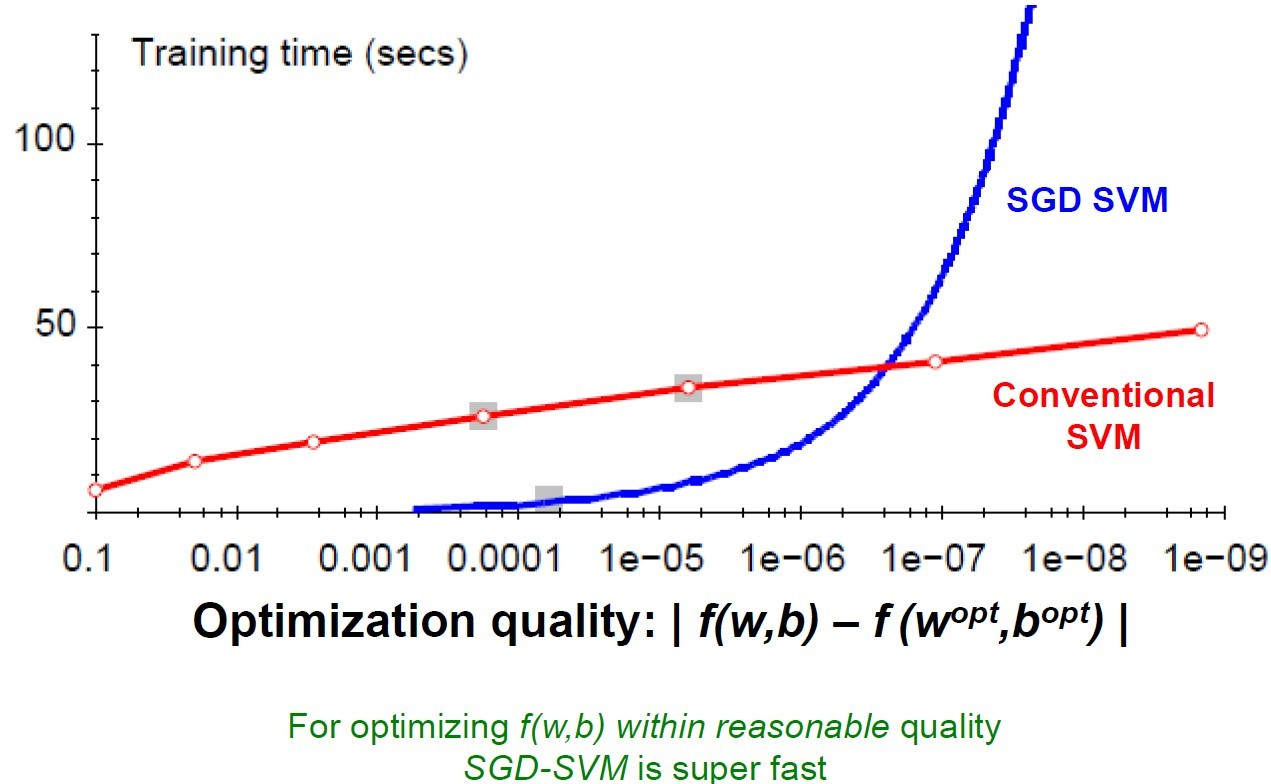 Training time (secs)
100
50
SGD SVM
Conventional
SVM
0.1 0.01 0.001 0.0001 1e−05 1e−06 1e−07 1e−08 1e−09
Optimization quality: | f(w,b) – f (wᵒᵖᵗ,bᵒᵖᵗ) |
For optimizing f(w,b) within reasonable quality
SGD-SVM is super fast